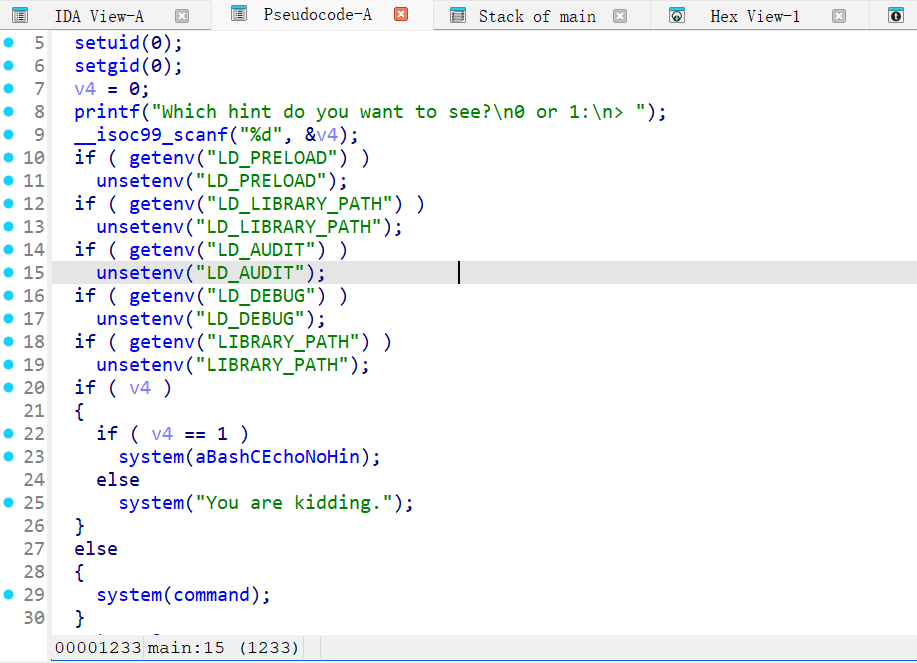 IDA View-A Pseudocode-A Stack of main Hex View-1
5 setuid(0);
6 setgid(0);
7 v4 = 0;
8 printf("Which hint do you want to see?\n0 or 1:\n> ");
9 __isoc99_scanf("%d", &v4);
10 if ( getenv("LD_PRELOAD") )
11 unsetenv("LD_PRELOAD");
12 if ( getenv("LD_LIBRARY_PATH") )
13 unsetenv("LD_LIBRARY_PATH");
14 if ( getenv("LD_AUDIT") )
15 unsetenv("LD_AUDIT");
16 if ( getenv("LD_DEBUG") )
17 unsetenv("LD_DEBUG");
18 if ( getenv("LIBRARY_PATH") )
19 unsetenv("LIBRARY_PATH");
20 if ( v4 )
21 {
22 if ( v4 == 1 )
23 system(aBashCEchoNoHin);
24 else
25 system("You are kidding.");
26 }
27 else
28 {
29 system(command);
30 }
00001233 main:15 (1233)